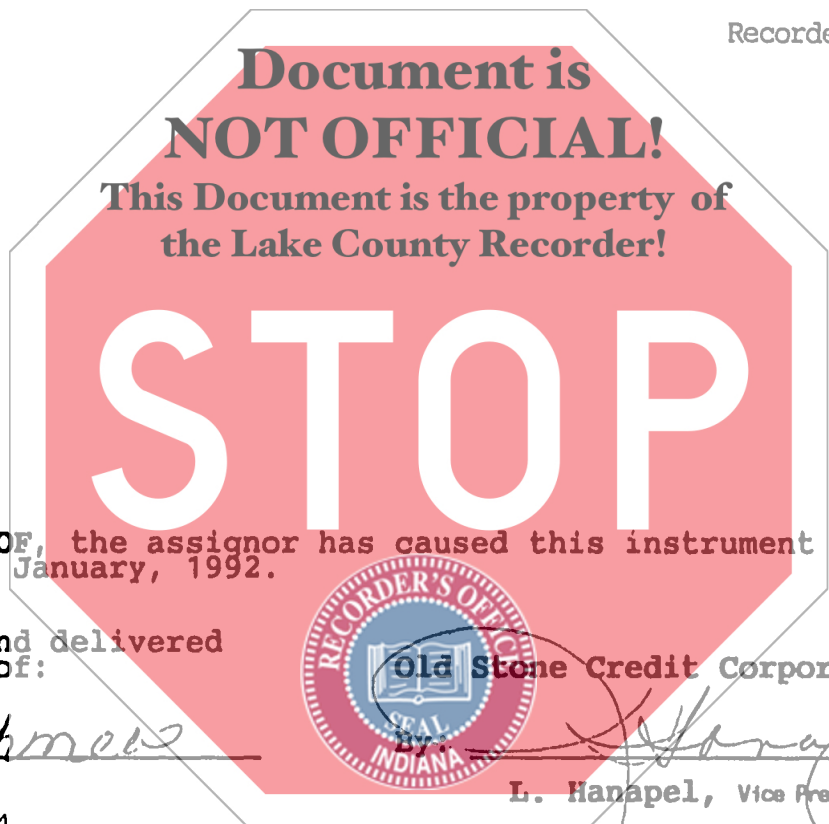 Recorde
Document is
NOT OFFICIAL!
This Document is the property of
the Lake County Recorder!
STOP
OF, the assignor has caused this instrument
January, 1992.
nd delivered
of:
Old Stone Credit Corpor
By:
L. Hanapel, Vice Pre
RECORDER'S OFFICE
SEAL
INDIANA